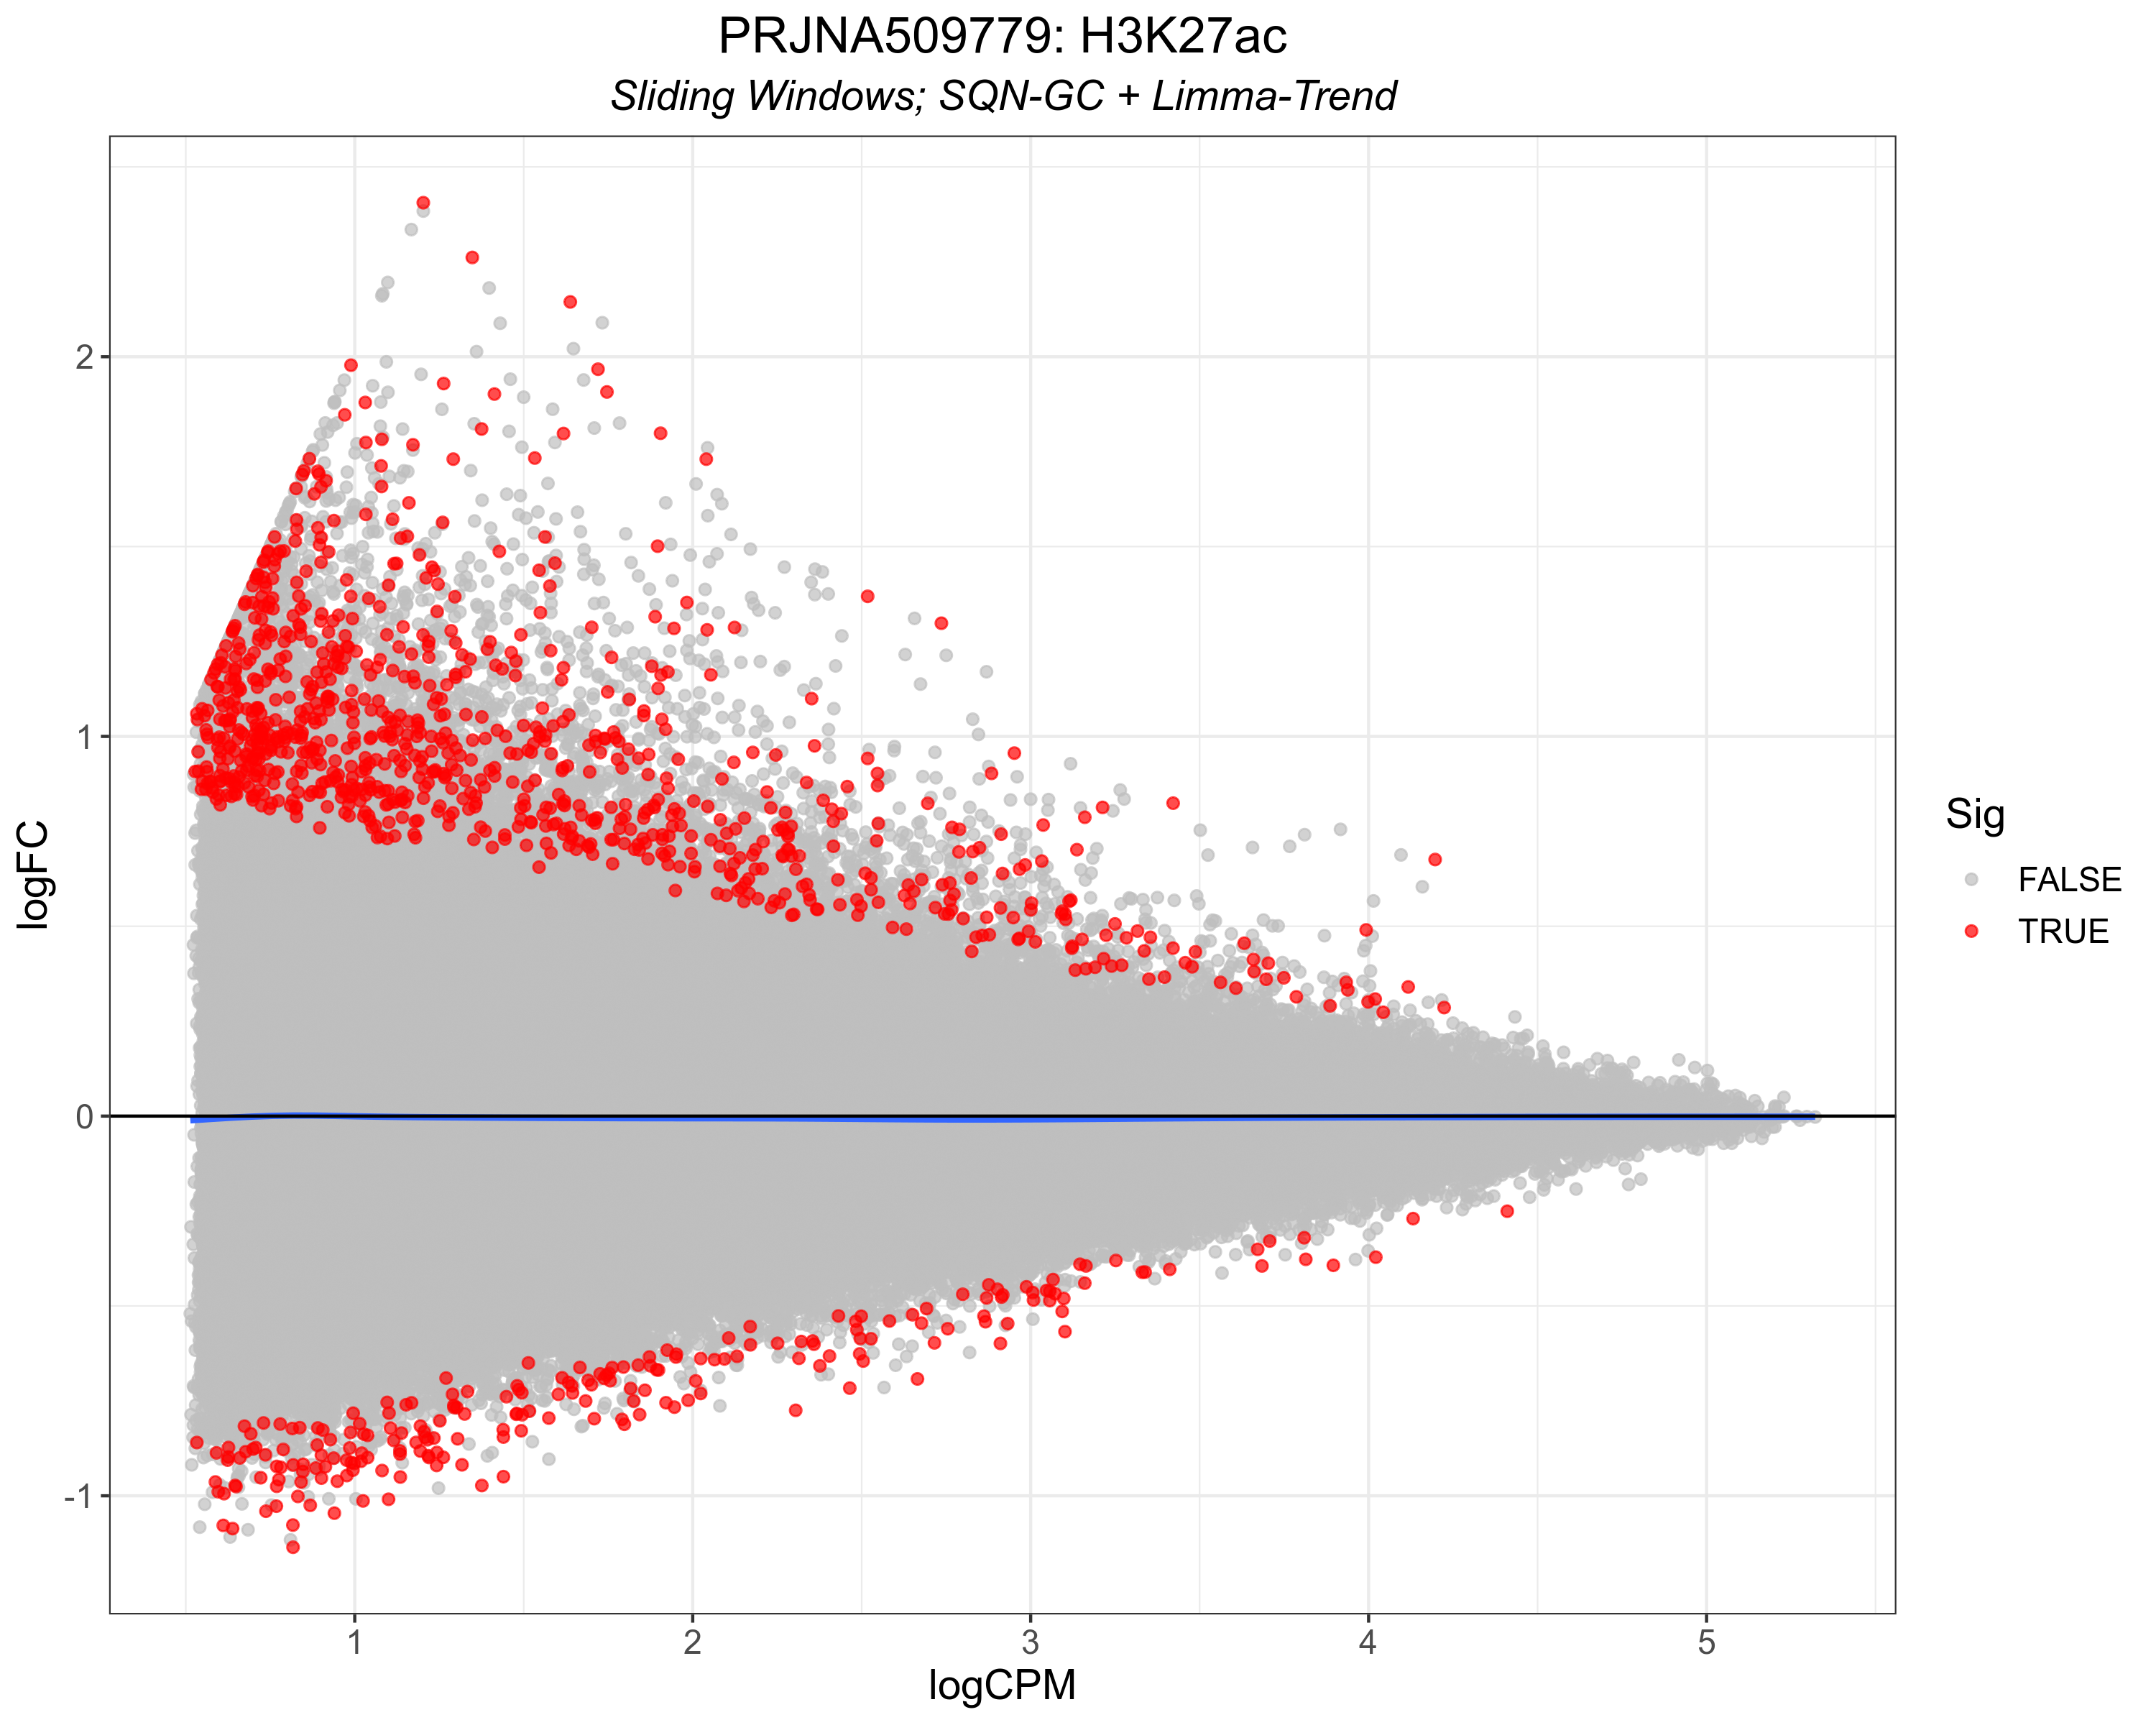 PRJNA509779: H3K27ac
Sliding Windows; SQN-GC + Limma-Trend
logFC
2
1
0
-1
1
2
3
4
5
logCPM
Sig
FALSE
TRUE